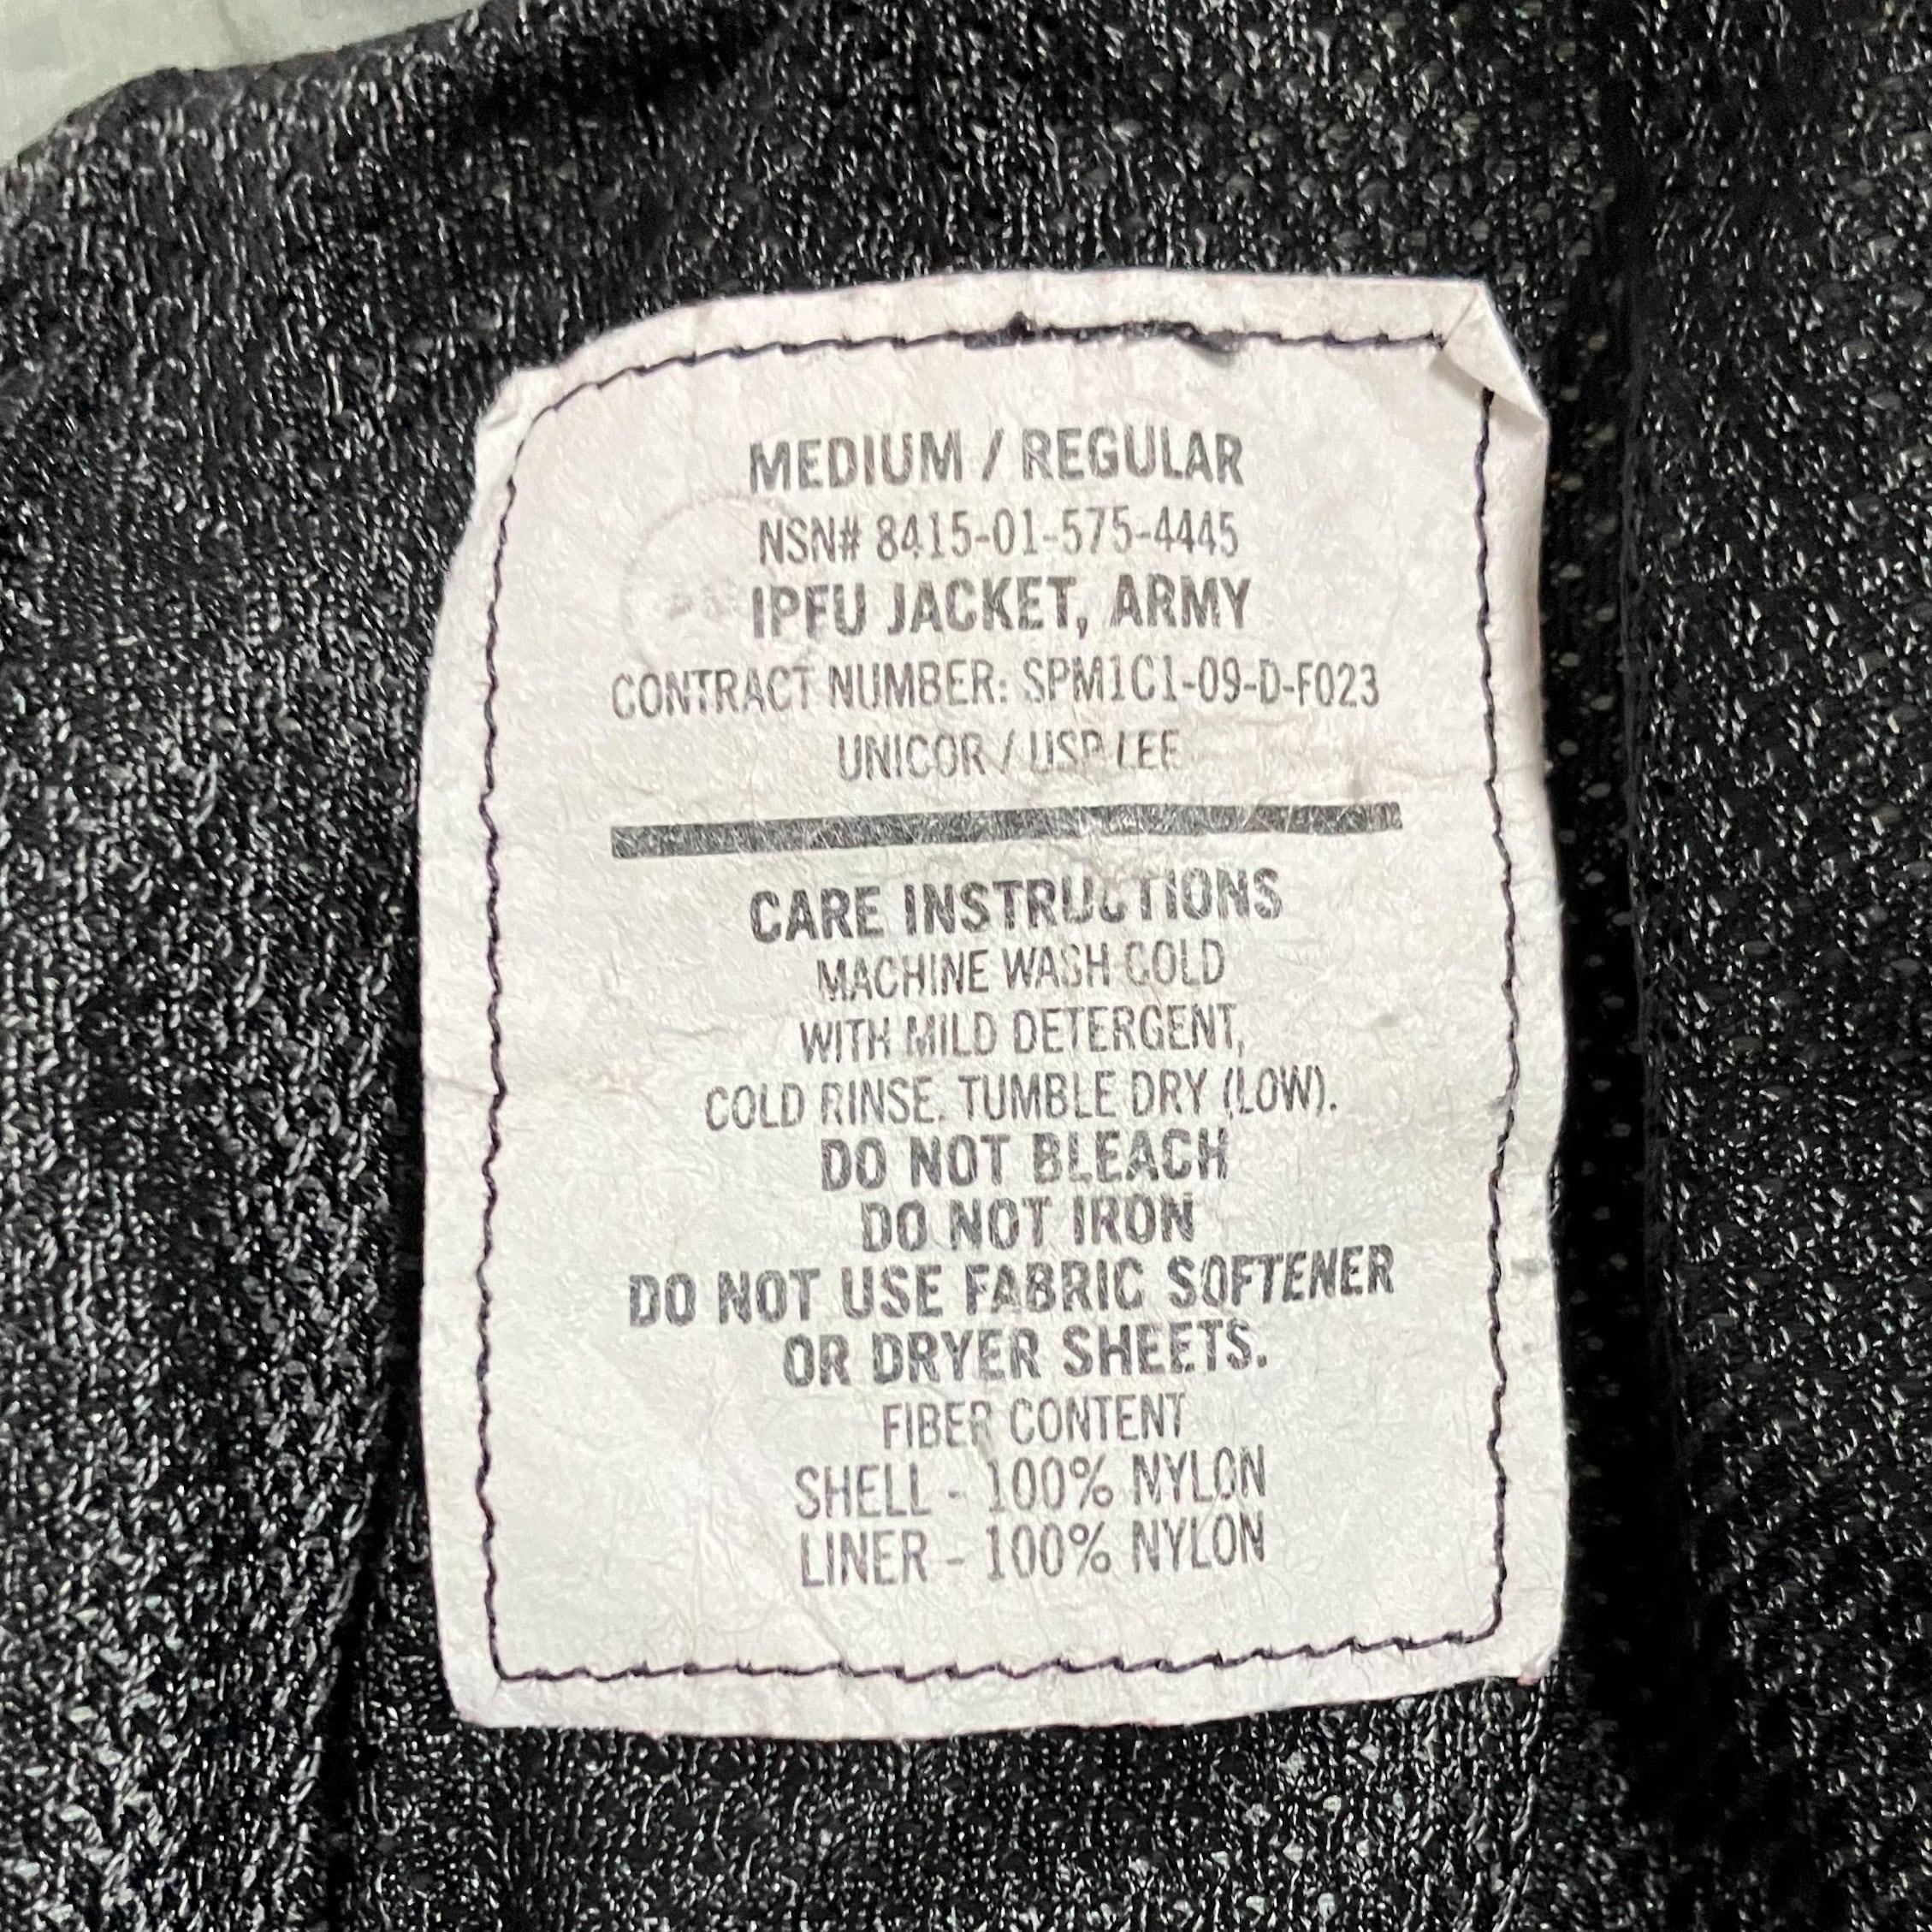 MEDIUM / REGULAR
NSN# 8415-01-575-4445
IPFU JACKET, ARMY
CONTRACT NUMBER: SPM1C1-09-D-F023
UNICOR / USP LEE
CARE INSTRUCTIONS
MACHINE WASH COLD
WITH MILD DETERGENT,
COLD RINSE. TUMBLE DRY (LOW).
DO NOT BLEACH
DO NOT IRON
DO NOT USE FABRIC SOFTENER
OR DRYER SHEETS.
FIBER CONTENT
SHELL - 100% NYLON
LINER - 100% NYLON